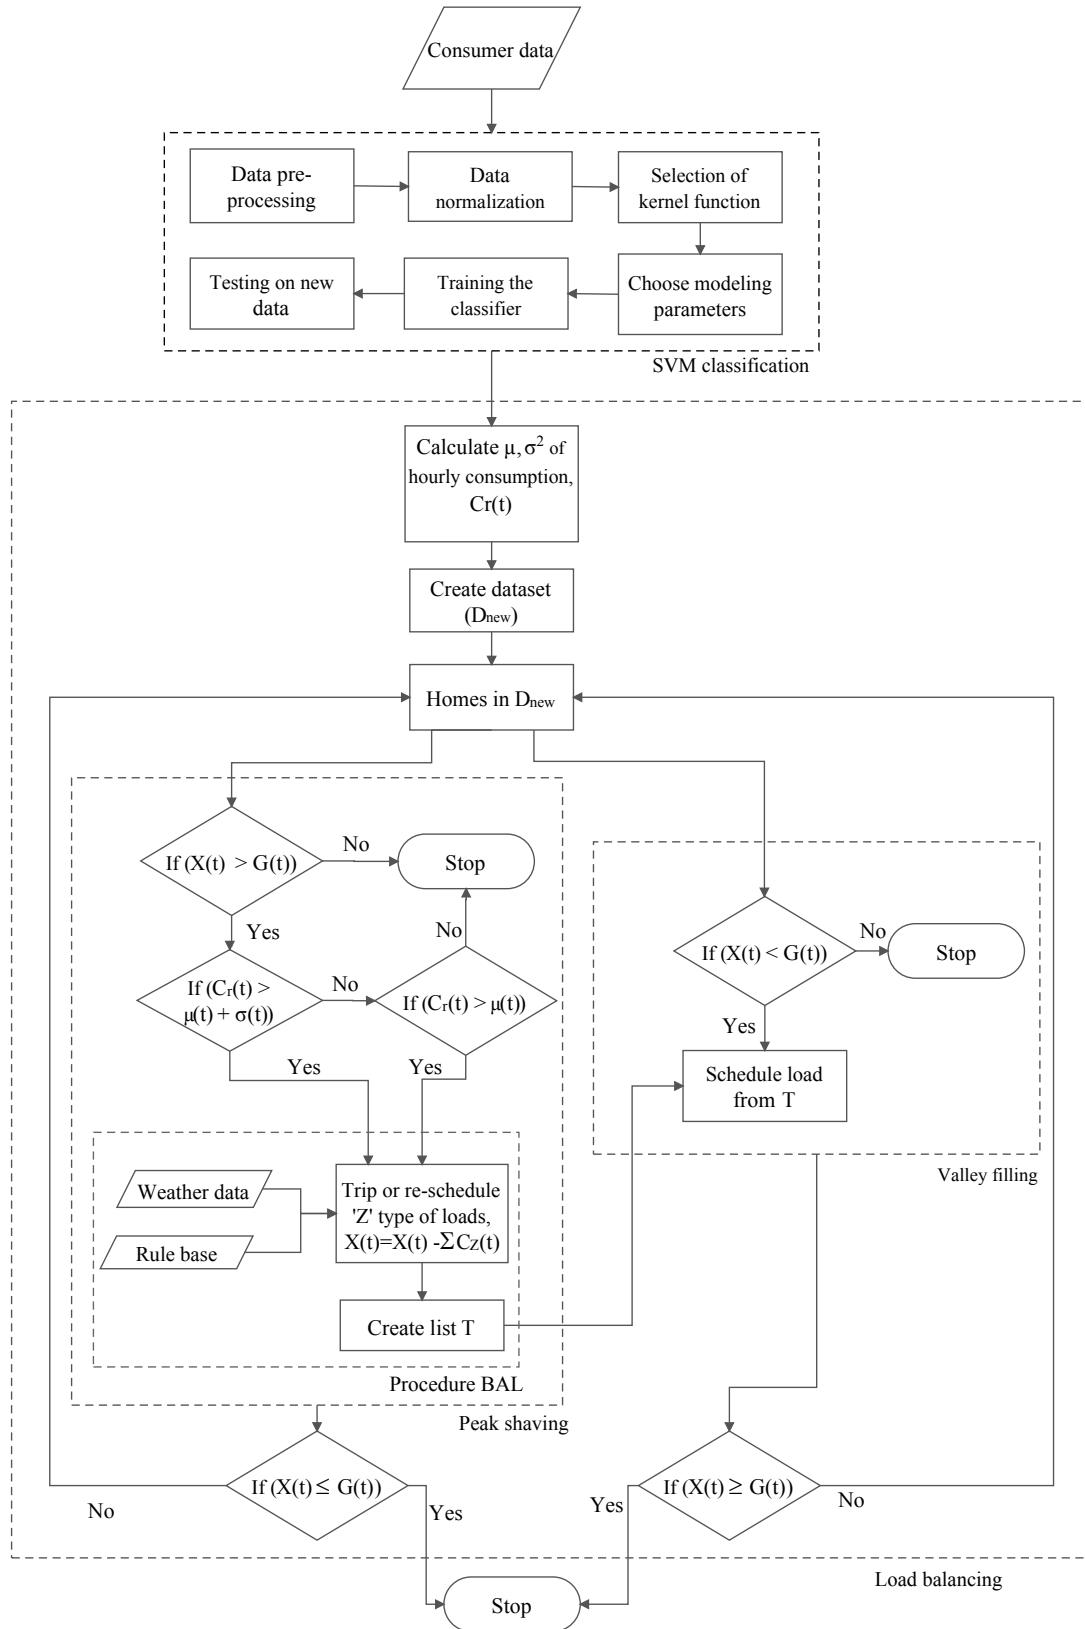 Consumer data
Data pre-
processing
Data
normalization
Selection of
kernel function
Testing on new
data
Training the
classifier
Choose modeling
parameters
SVM classification
Calculate μ, σ² of
hourly consumption,
Cr(t)
Create dataset
(Dnew)
Homes in Dnew
If (X(t) > G(t))
No
Stop
Yes
No
If (Cr(t) >
μ(t) + σ(t))
No
If (Cr(t) > μ(t))
Yes
Yes
If (X(t) < G(t))
No
Stop
Yes
Schedule load
from T
Valley filling
Weather data
Rule base
Trip or re-schedule
'Z' type of loads,
X(t)=X(t) -ΣCz(t)
Create list T
Procedure BAL
Peak shaving
If (X(t) ≤ G(t))
No
Yes
If (X(t) ≥ G(t))
Yes
No
Load balancing
Stop